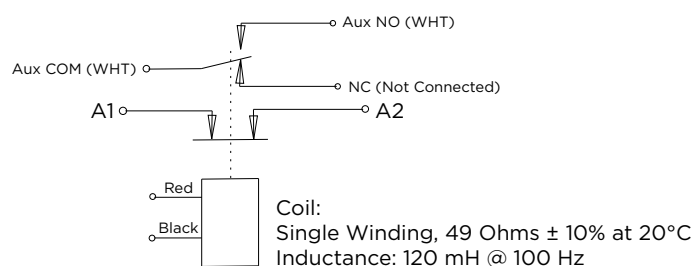 Aux NO (WHT)
Aux COM (WHT)
NC (Not Connected)
A1
A2
Red
Black
Coil:
Single Winding, 49 Ohms ± 10% at 20°C
Inductance: 120 mH @ 100 Hz